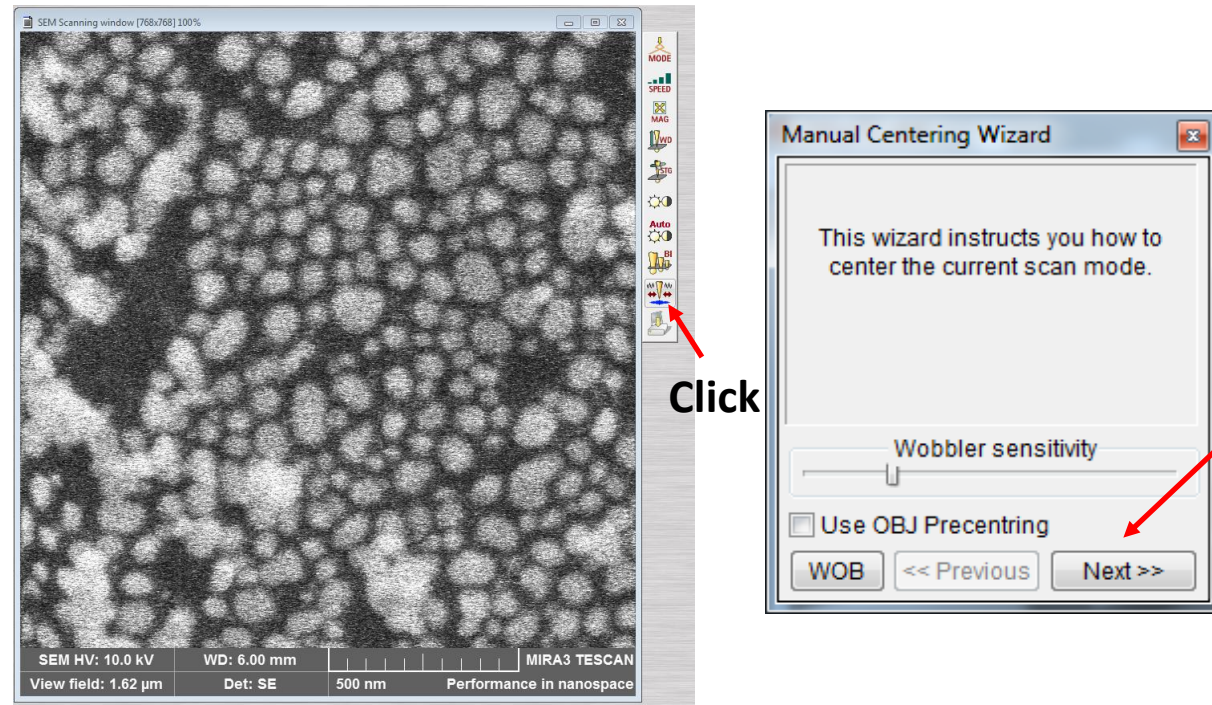 SEM Scanning window [768x768] 100%
MODE
SPEED
MAG
WD
STG
Auto
BI
Click
SEM HV: 10.0 kV WD: 6.00 mm MIRA3 TESCAN
View field: 1.62 µm Det: SE 500 nm Performance in nanospace
Manual Centering Wizard
This wizard instructs you how to
center the current scan mode.
Wobbler sensitivity
Use OBJ Precentring
WOB << Previous Next >>